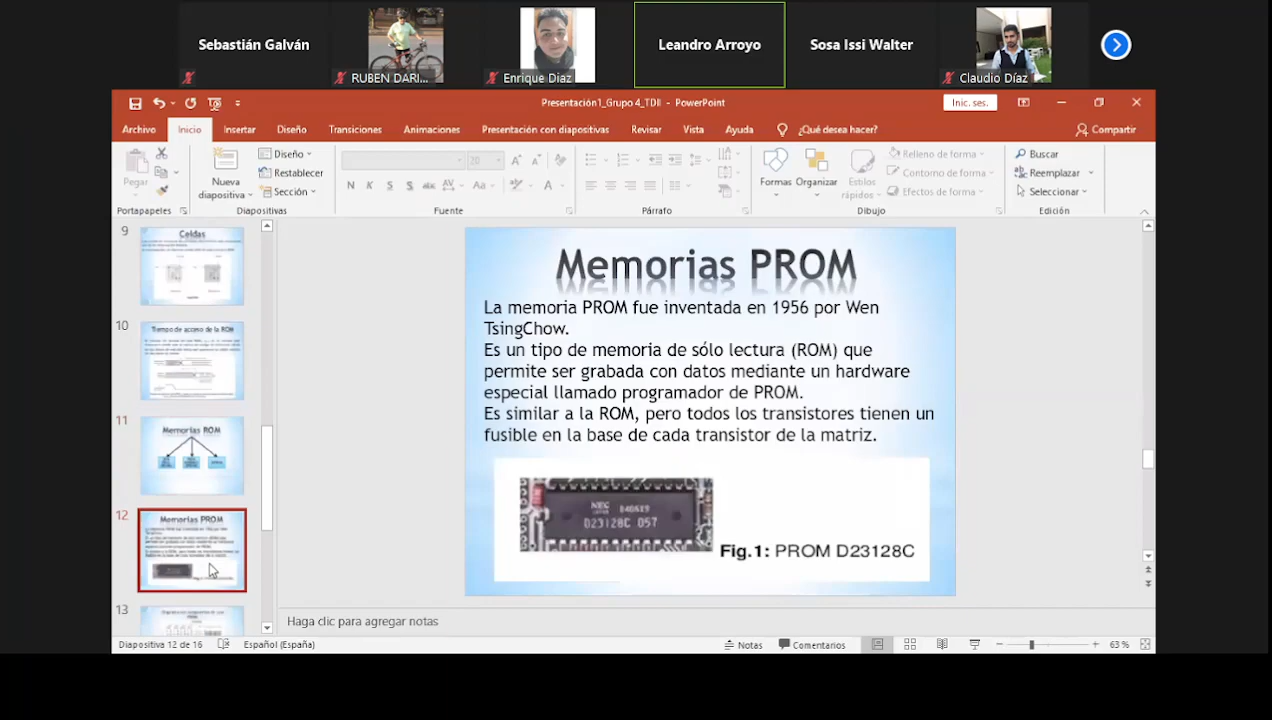 Sebastián Galván
RUBEN DARI...
Enrique Diaz
Leandro Arroyo
Sosa Issi Walter
Claudio Díaz
Presentación1_Grupo 4_TDII - PowerPoint
Inic. ses.
Archivo
Inicio
Insertar
Diseño
Transiciones
Animaciones
Presentación con diapositivas
Revisar
Vista
Ayuda
¿Qué desea hacer?
Compartir
Pegar
Portapapeles
Nueva
diapositiva
Diseño
Restablecer
Sección
Diapositivas
20
N K S S abc AV Aa A
Fuente
Párrafo
Formas
Organizar
Estilos
rápidos
Relleno de forma
Contorno de forma
Efectos de forma
Dibujo
Buscar
Reemplazar
Seleccionar
Edición
9
Celdas
10
Tiempo de acceso de la ROM
11
Memorias ROM
12
Memorias PROM
13
Memorias PROM
La memoria PROM fue inventada en 1956 por Wen
TsingChow.
Es un tipo de memoria de sólo lectura (ROM) que
permite ser grabada con datos mediante un hardware
especial llamado programador de PROM.
Es similar a la ROM, pero todos los transistores tienen un
fusible en la base de cada transistor de la matriz.
NEC
D23128C 057
Fig.1: PROM D23128C
Haga clic para agregar notas
Diapositiva 12 de 16
Español (España)
Notas
Comentarios
63 %